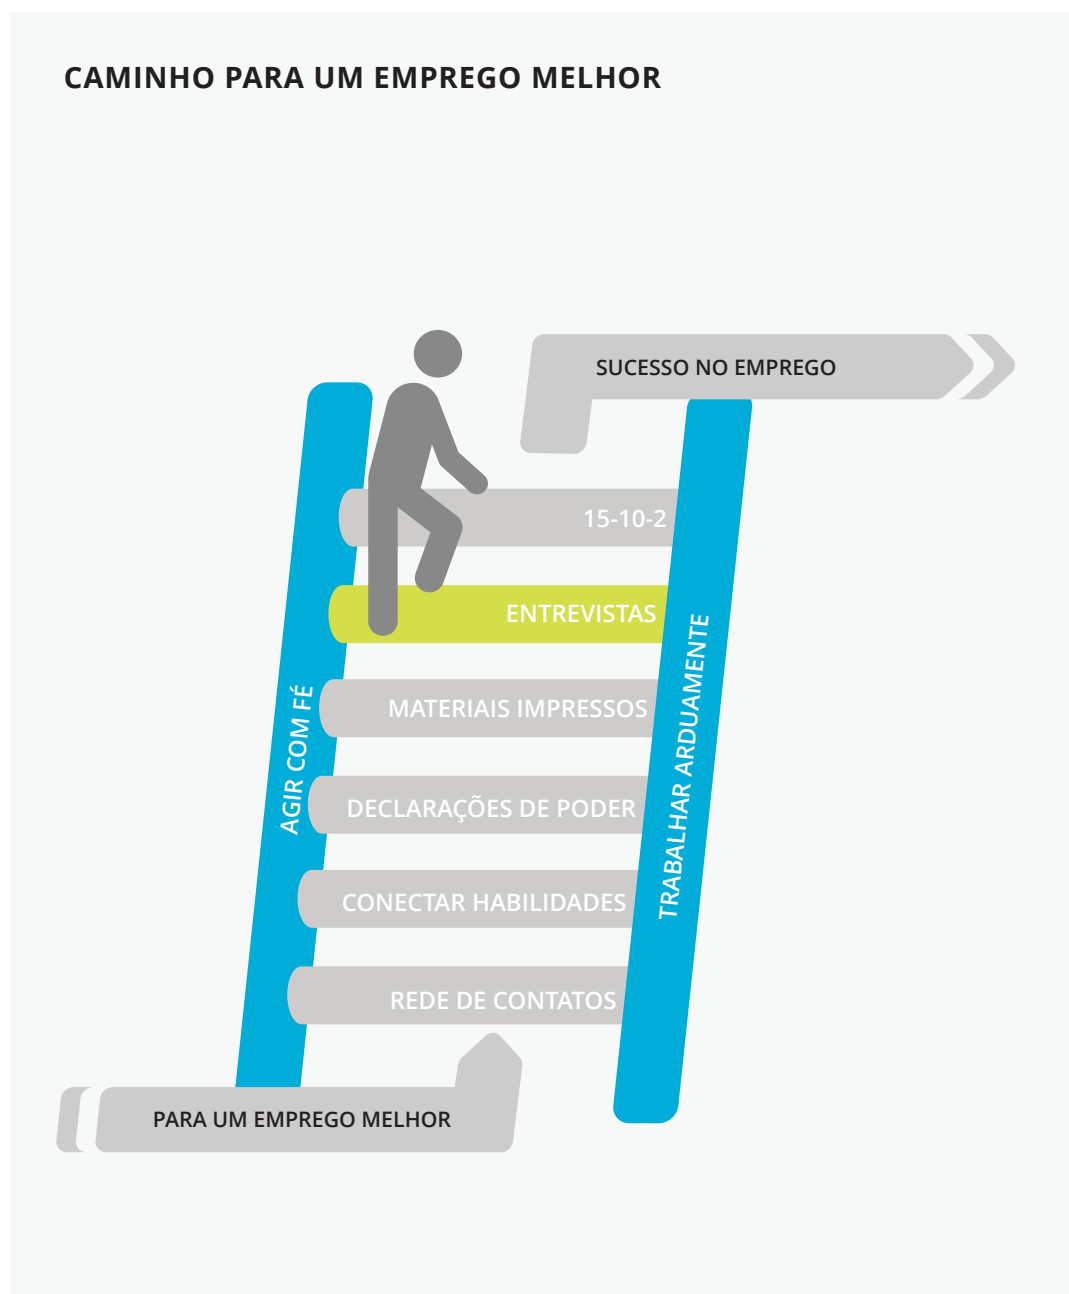 CAMINHO PARA UM EMPREGO MELHOR
SUCESSO NO EMPREGO
15-10-2
ENTREVISTAS
MATERIAIS IMPRESSOS
DECLARAÇÕES DE PODER
CONECTAR HABILIDADES
REDE DE CONTATOS
AGIR COM FÉ
TRABALHAR ARDUAMENTE
PARA UM EMPREGO MELHOR